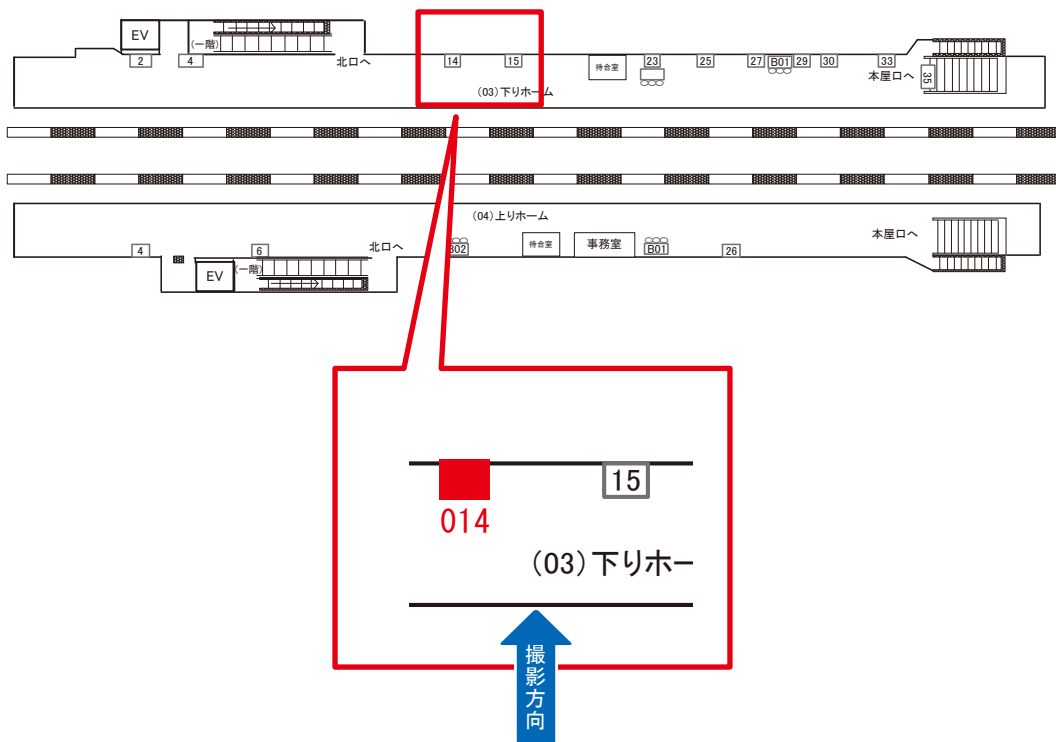 EV
(一階)
2
4
北口へ
14
15
待合室
23
25
27
B01
29
30
33
本屋口へ
35
(03)下りホーム
(04)上りホーム
4
6
北口へ
B02
待合室
事務室
B01
26
本屋口へ
EV
(一階)
15
014
(03)下りホー
撮影方向